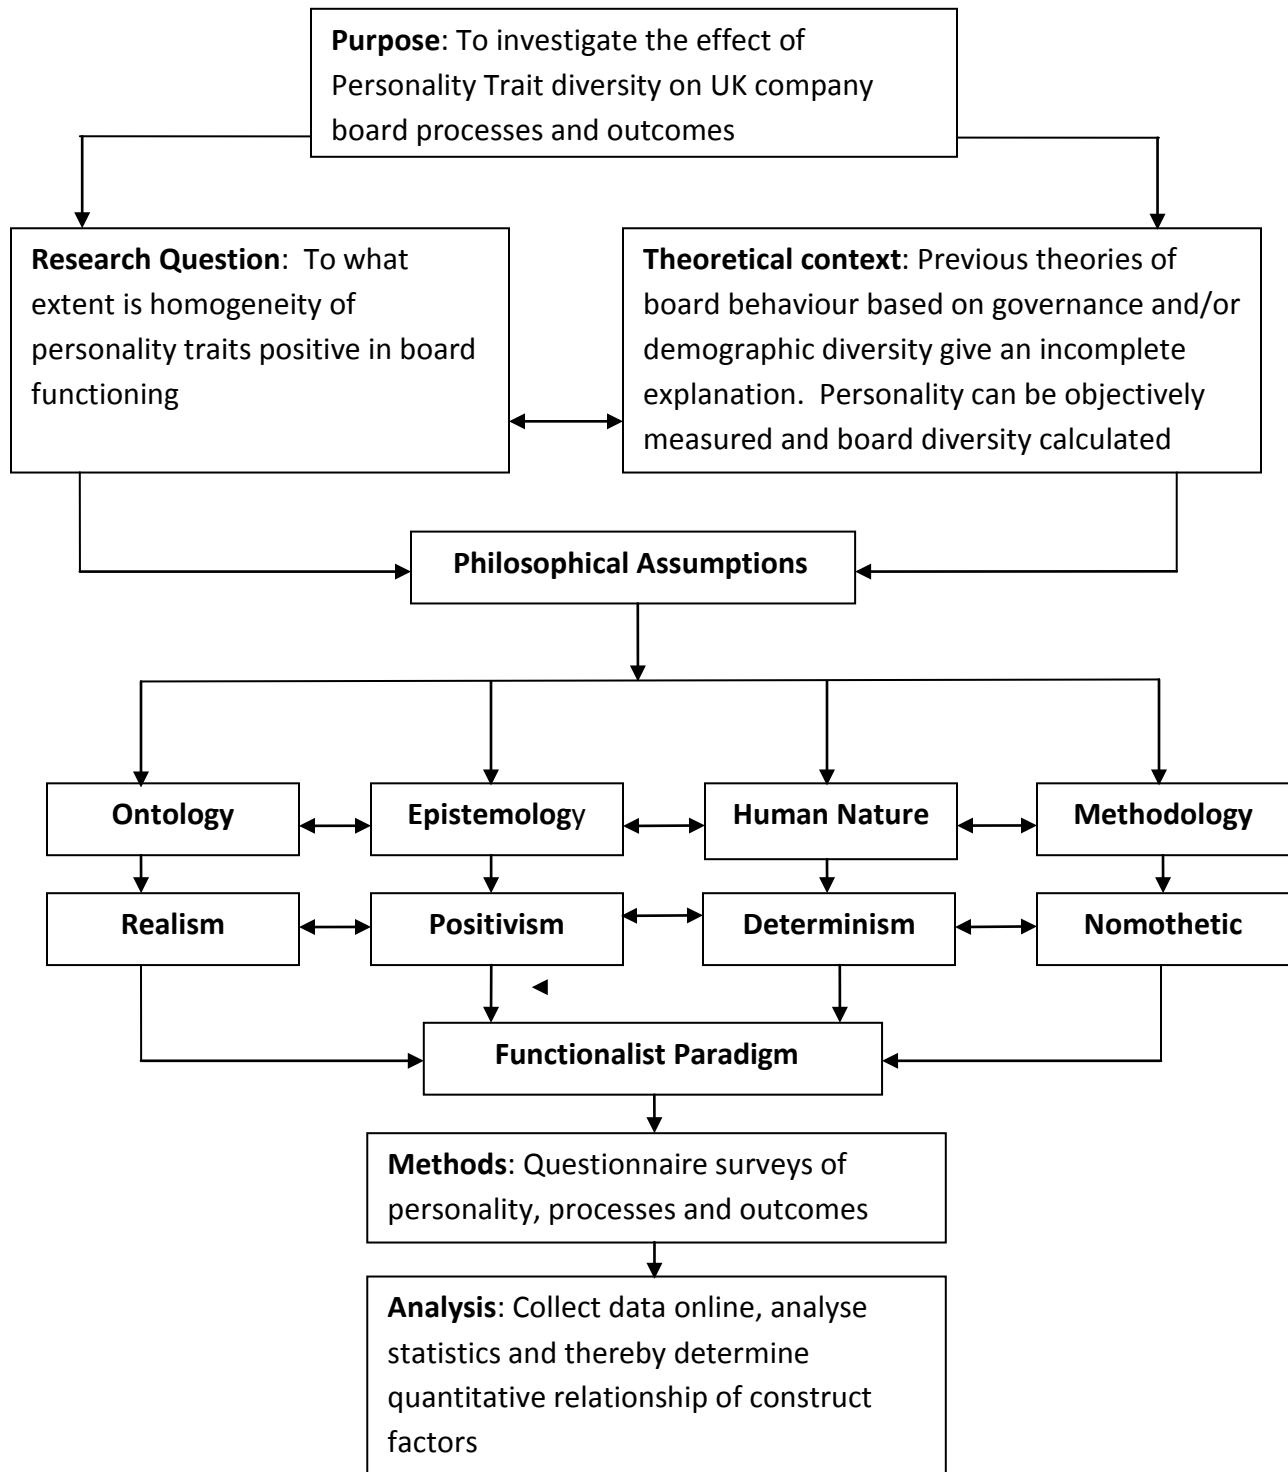 Purpose: To investigate the effect of
Personality Trait diversity on UK company
board processes and outcomes
Research Question:  To what
extent is homogeneity of
personality traits positive in board
functioning
Theoretical context: Previous theories of
board behaviour based on governance and/or
demographic diversity give an incomplete
explanation.  Personality can be objectively
measured and board diversity calculated
Philosophical Assumptions
Ontology
Epistemology
Human Nature
Methodology
Realism
Positivism
Determinism
Nomothetic
Functionalist Paradigm
Methods: Questionnaire surveys of
personality, processes and outcomes
Analysis: Collect data online, analyse
statistics and thereby determine
quantitative relationship of construct
factors